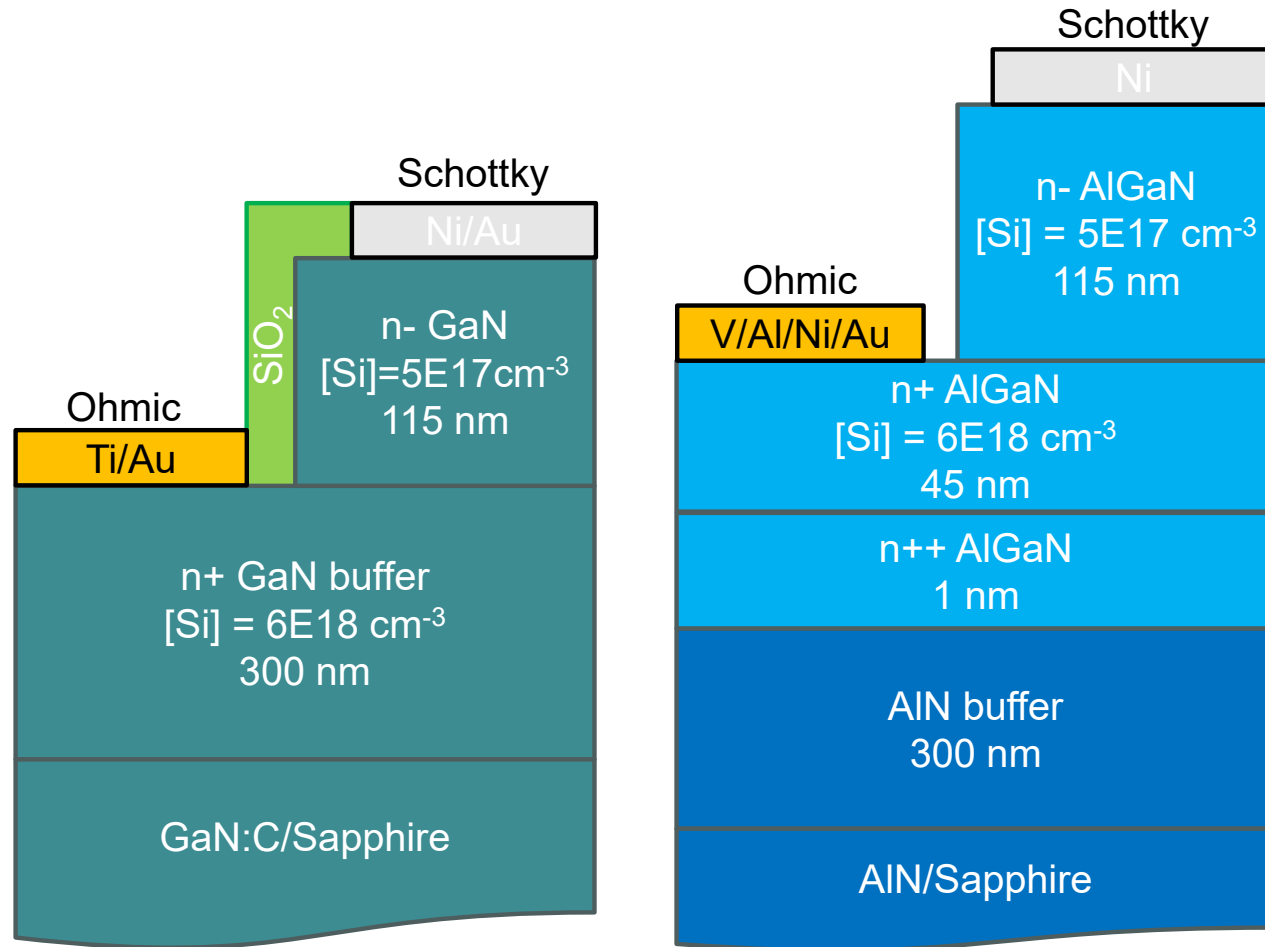 Schottky
Ni/Au
SiO₂
n- GaN
[Si]=5E17cm⁻³
115 nm
Ohmic
Ti/Au
n+ GaN buffer
[Si] = 6E18 cm⁻³
300 nm
GaN:C/Sapphire
Schottky
Ni
n- AlGaN
[Si] = 5E17 cm⁻³
115 nm
Ohmic
V/Al/Ni/Au
n+ AlGaN
[Si] = 6E18 cm⁻³
45 nm
n++ AlGaN
1 nm
AlN buffer
300 nm
AlN/Sapphire